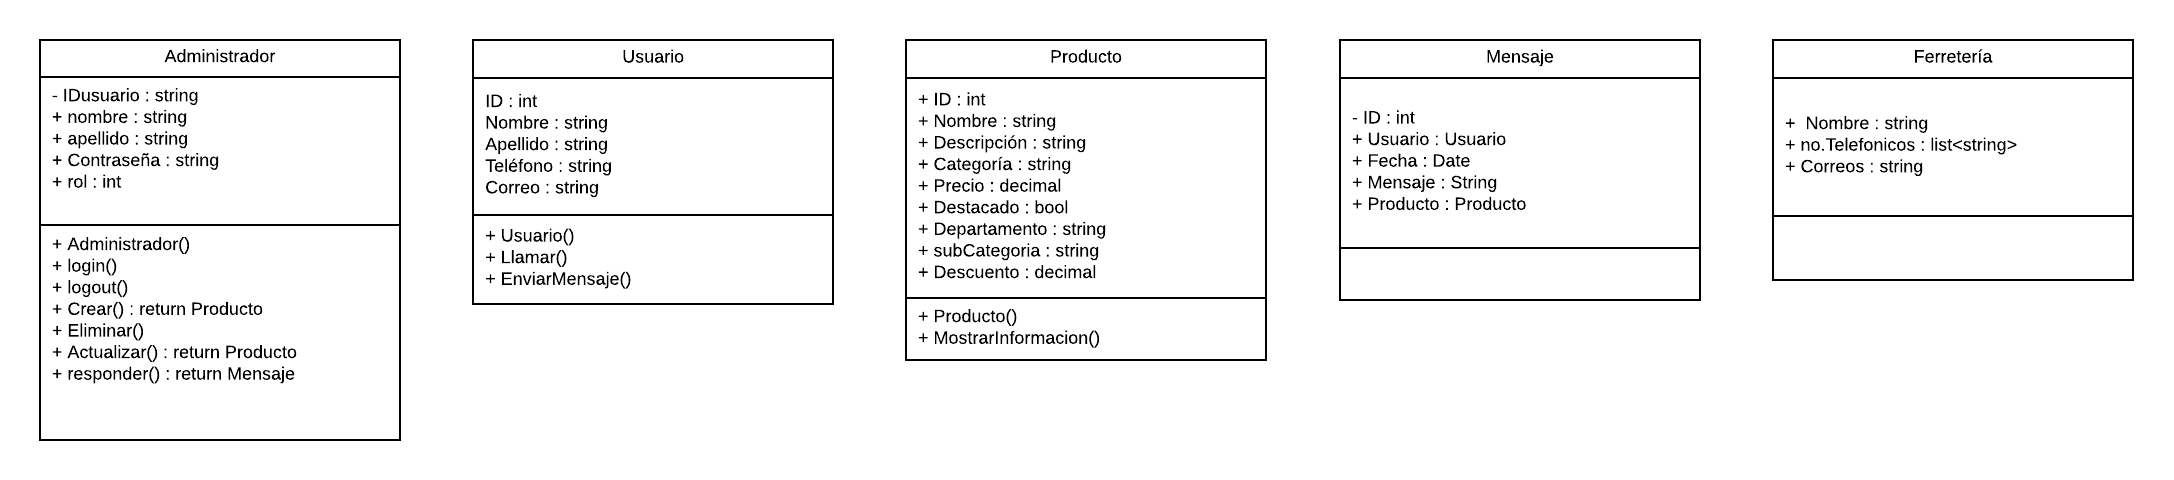 Administrador
- IDusuario : string
+ nombre : string
+ apellido : string
+ Contraseña : string
+ rol : int
+ Administrador()
+ login()
+ logout()
+ Crear() : return Producto
+ Eliminar()
+ Actualizar() : return Producto
+ responder() : return Mensaje
Usuario
ID : int
Nombre : string
Apellido : string
Teléfono : string
Correo : string
+ Usuario()
+ Llamar()
+ EnviarMensaje()
Producto
+ ID : int
+ Nombre : string
+ Descripción : string
+ Categoría : string
+ Precio : decimal
+ Destacado : bool
+ Departamento : string
+ subCategoria : string
+ Descuento : decimal
+ Producto()
+ MostrarInformacion()
Mensaje
- ID : int
+ Usuario : Usuario
+ Fecha : Date
+ Mensaje : String
+ Producto : Producto
Ferretería
+  Nombre : string
+ no.Telefonicos : list<string>
+ Correos : string